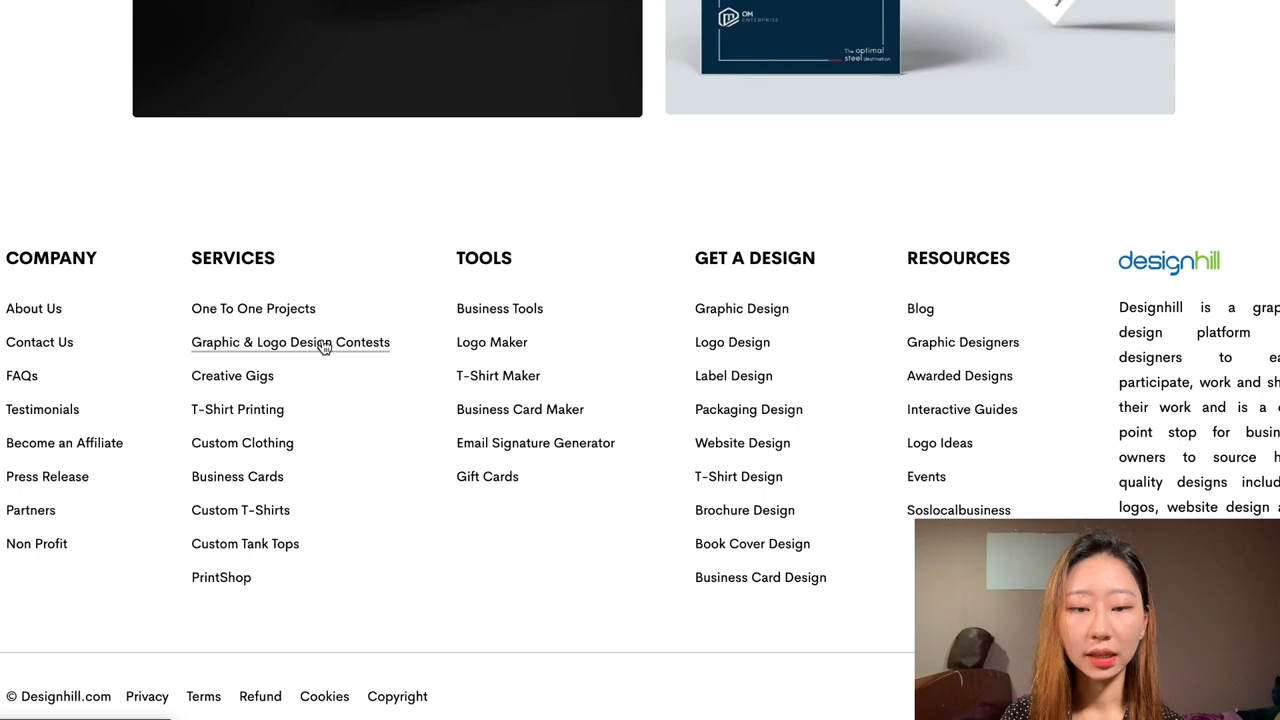 OM
ENTERPRISE
The optimal
steel destination
COMPANY
About Us
Contact Us
FAQs
Testimonials
Become an Affiliate
Press Release
Partners
Non Profit
SERVICES
One To One Projects
Graphic & Logo Design Contests
Creative Gigs
T-Shirt Printing
Custom Clothing
Business Cards
Custom T-Shirts
Custom Tank Tops
PrintShop
TOOLS
Business Tools
Logo Maker
T-Shirt Maker
Business Card Maker
Email Signature Generator
Gift Cards
GET A DESIGN
Graphic Design
Logo Design
Label Design
Packaging Design
Website Design
T-Shirt Design
Brochure Design
Book Cover Design
Business Card Design
RESOURCES
Blog
Graphic Designers
Awarded Designs
Interactive Guides
Logo Ideas
Events
Soslocalbusiness
designhill
Designhill is a
design platform
designers to
participate, work and
their work and is a
point stop for
owners to source
quality designs
logos, website design
© Designhill.com Privacy Terms Refund Cookies Copyright